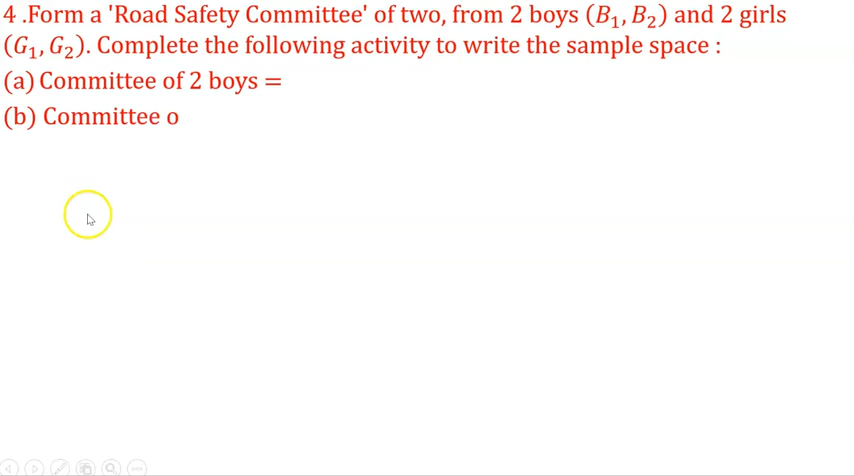 4 .Form a 'Road Safety Committee' of two, from 2 boys (B₁, B₂) and 2 girls
(G₁, G₂). Complete the following activity to write the sample space :
(a) Committee of 2 boys =
(b) Committee o